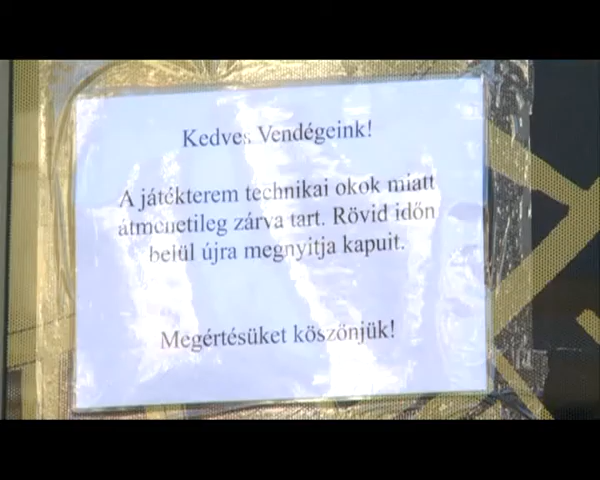 Kedves Vendégeink!
A játékterem technikai okok miatt
átmenetileg zárva tart. Rövid időn
belül újra megnyitja kapuit.
Megértésüket köszönjük!